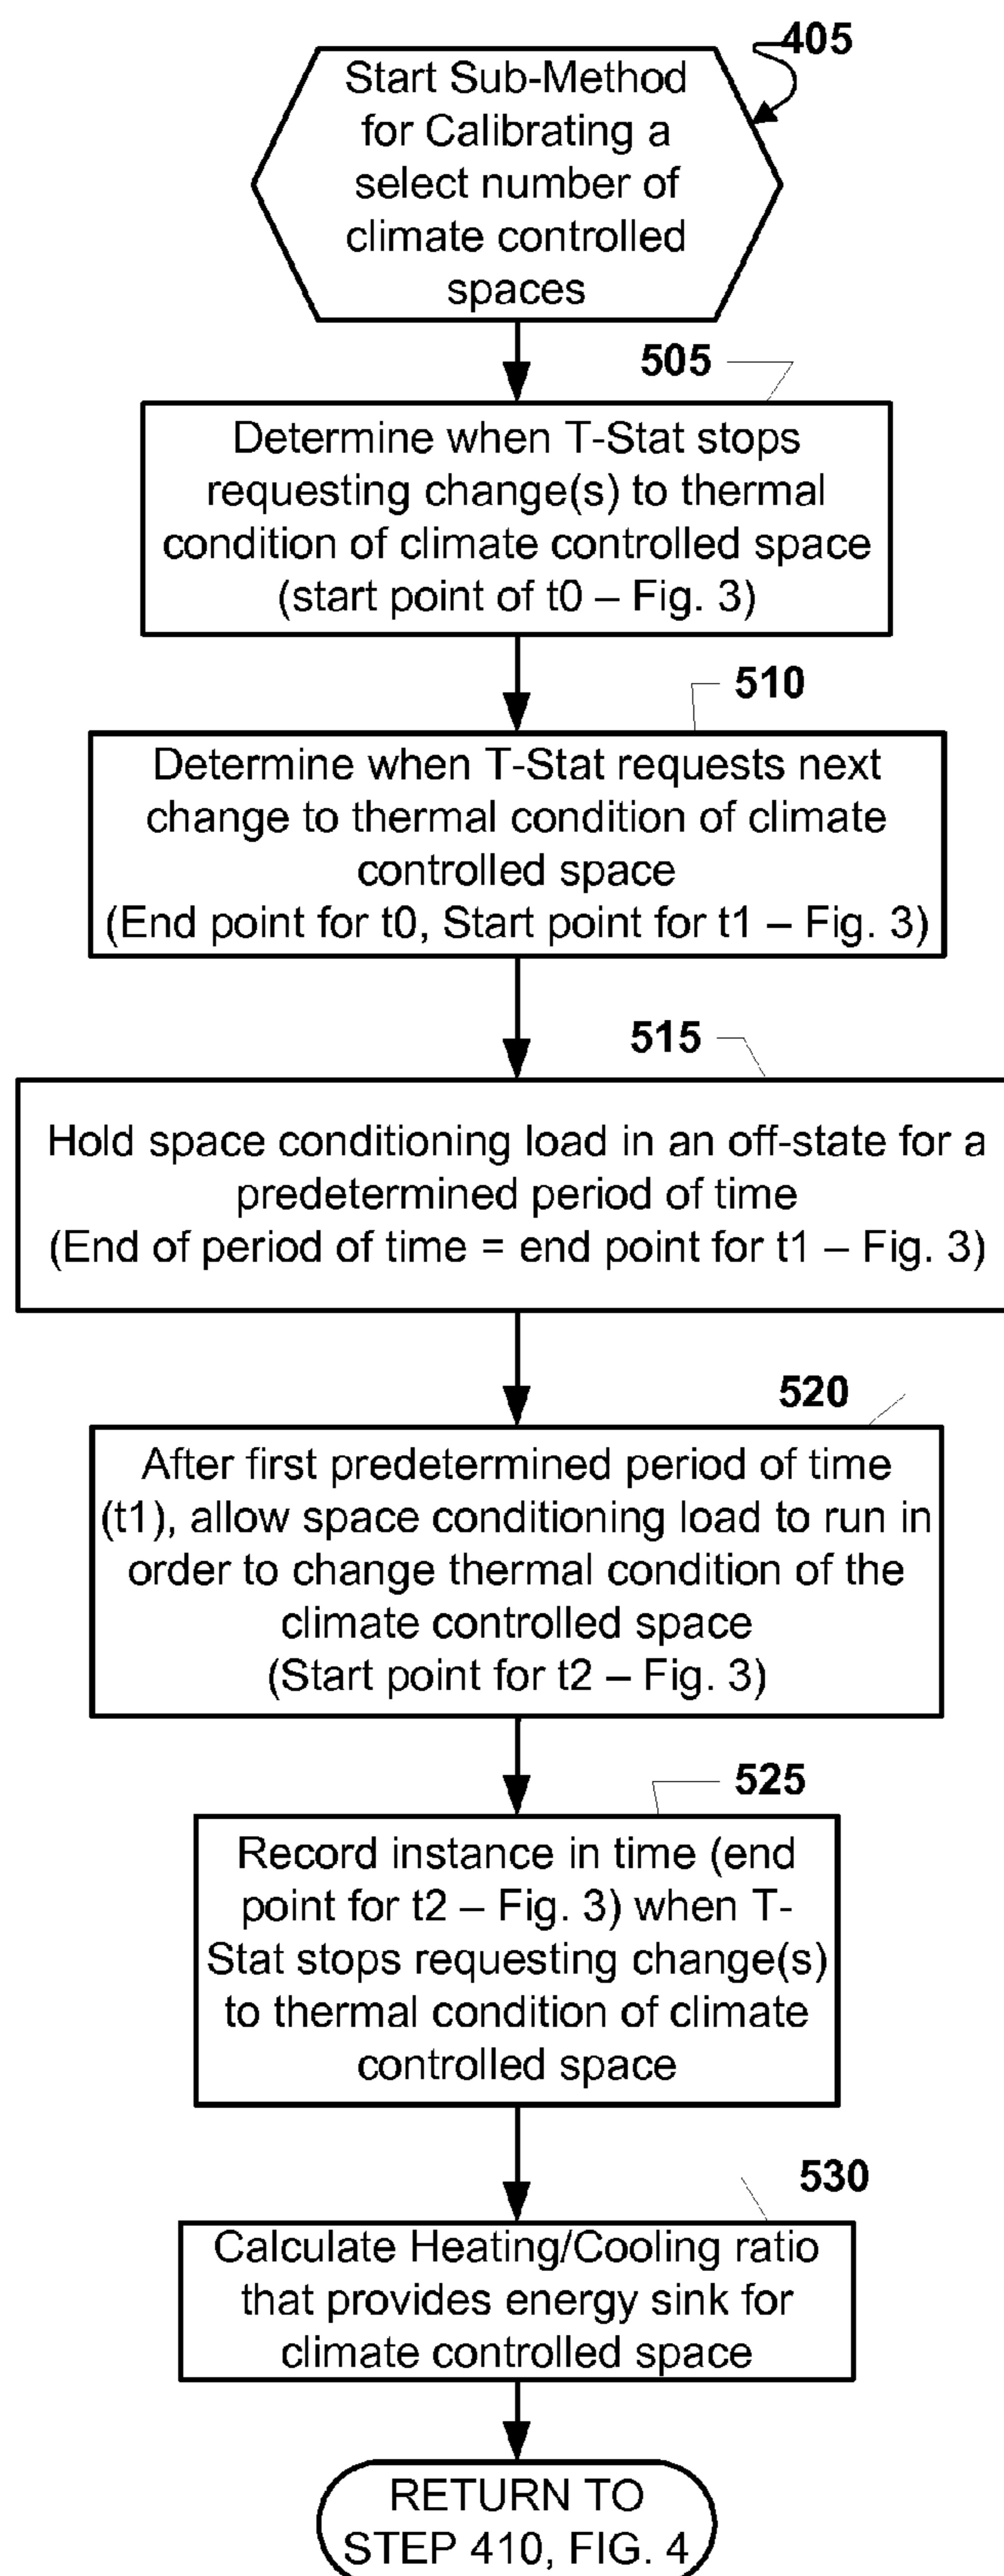 405
Start Sub-Method
for Calibrating a
select number of
climate controlled
spaces
505
Determine when T-Stat stops
requesting change(s) to thermal
condition of climate controlled space
(start point of t0 – Fig. 3)
510
Determine when T-Stat requests next
change to thermal condition of climate
controlled space
(End point for t0, Start point for t1 – Fig. 3)
515
Hold space conditioning load in an off-state for a
predetermined period of time
(End of period of time = end point for t1 – Fig. 3)
520
After first predetermined period of time
(t1), allow space conditioning load to run in
order to change thermal condition of the
climate controlled space
(Start point for t2 – Fig. 3)
525
Record instance in time (end
point for t2 – Fig. 3) when T-
Stat stops requesting change(s)
to thermal condition of climate
controlled space
530
Calculate Heating/Cooling ratio
that provides energy sink for
climate controlled space
RETURN TO
STEP 410, FIG. 4